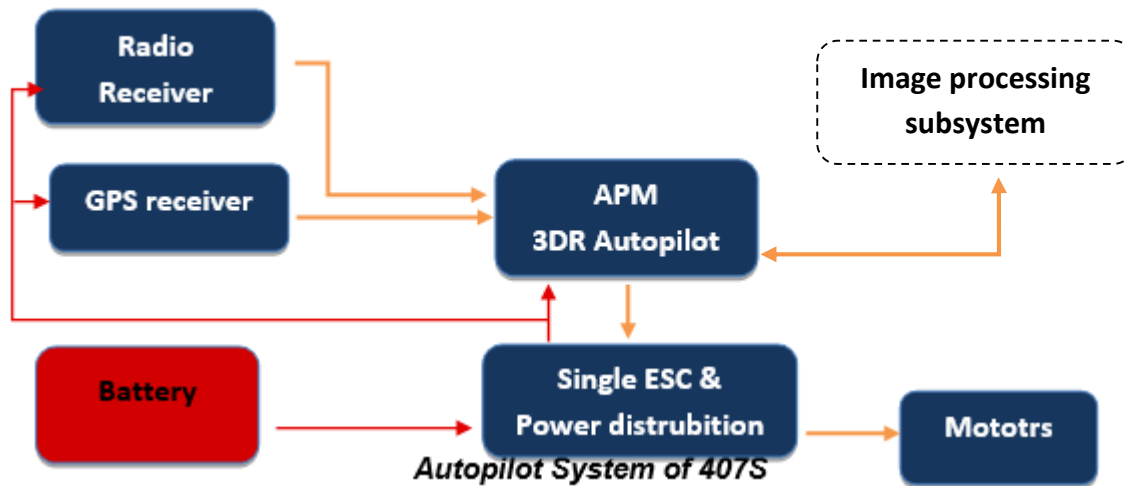 Radio
Receiver
Image processing
subsystem
GPS receiver
APM
3DR Autopilot
Battery
Single ESC &
Power distrubition
Mototrs
Autopilot System of 407S